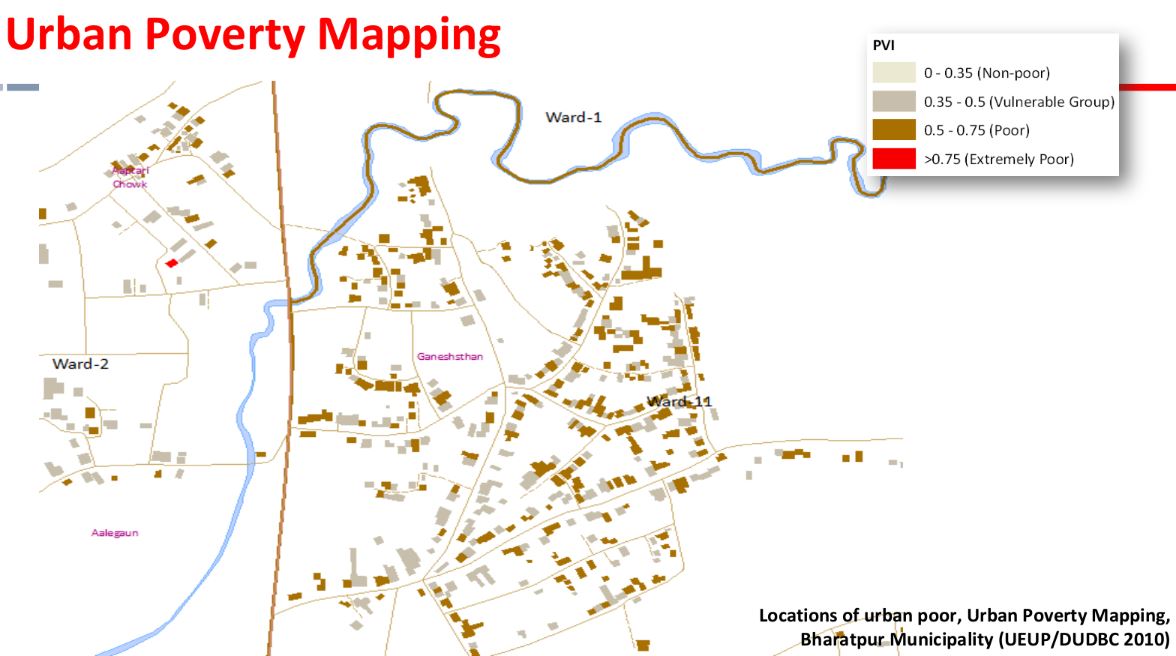 Urban Poverty Mapping
PVI
0 - 0.35 (Non-poor)
0.35 - 0.5 (Vulnerable Group)
0.5 - 0.75 (Poor)
>0.75 (Extremely Poor)
Ward-1
Chowk
Ward-2
Ganeshsthan
Ward-11
Aalegaun
Locations of urban poor, Urban Poverty Mapping,
Bharatpur Municipality (UEUP/DUDBC 2010)